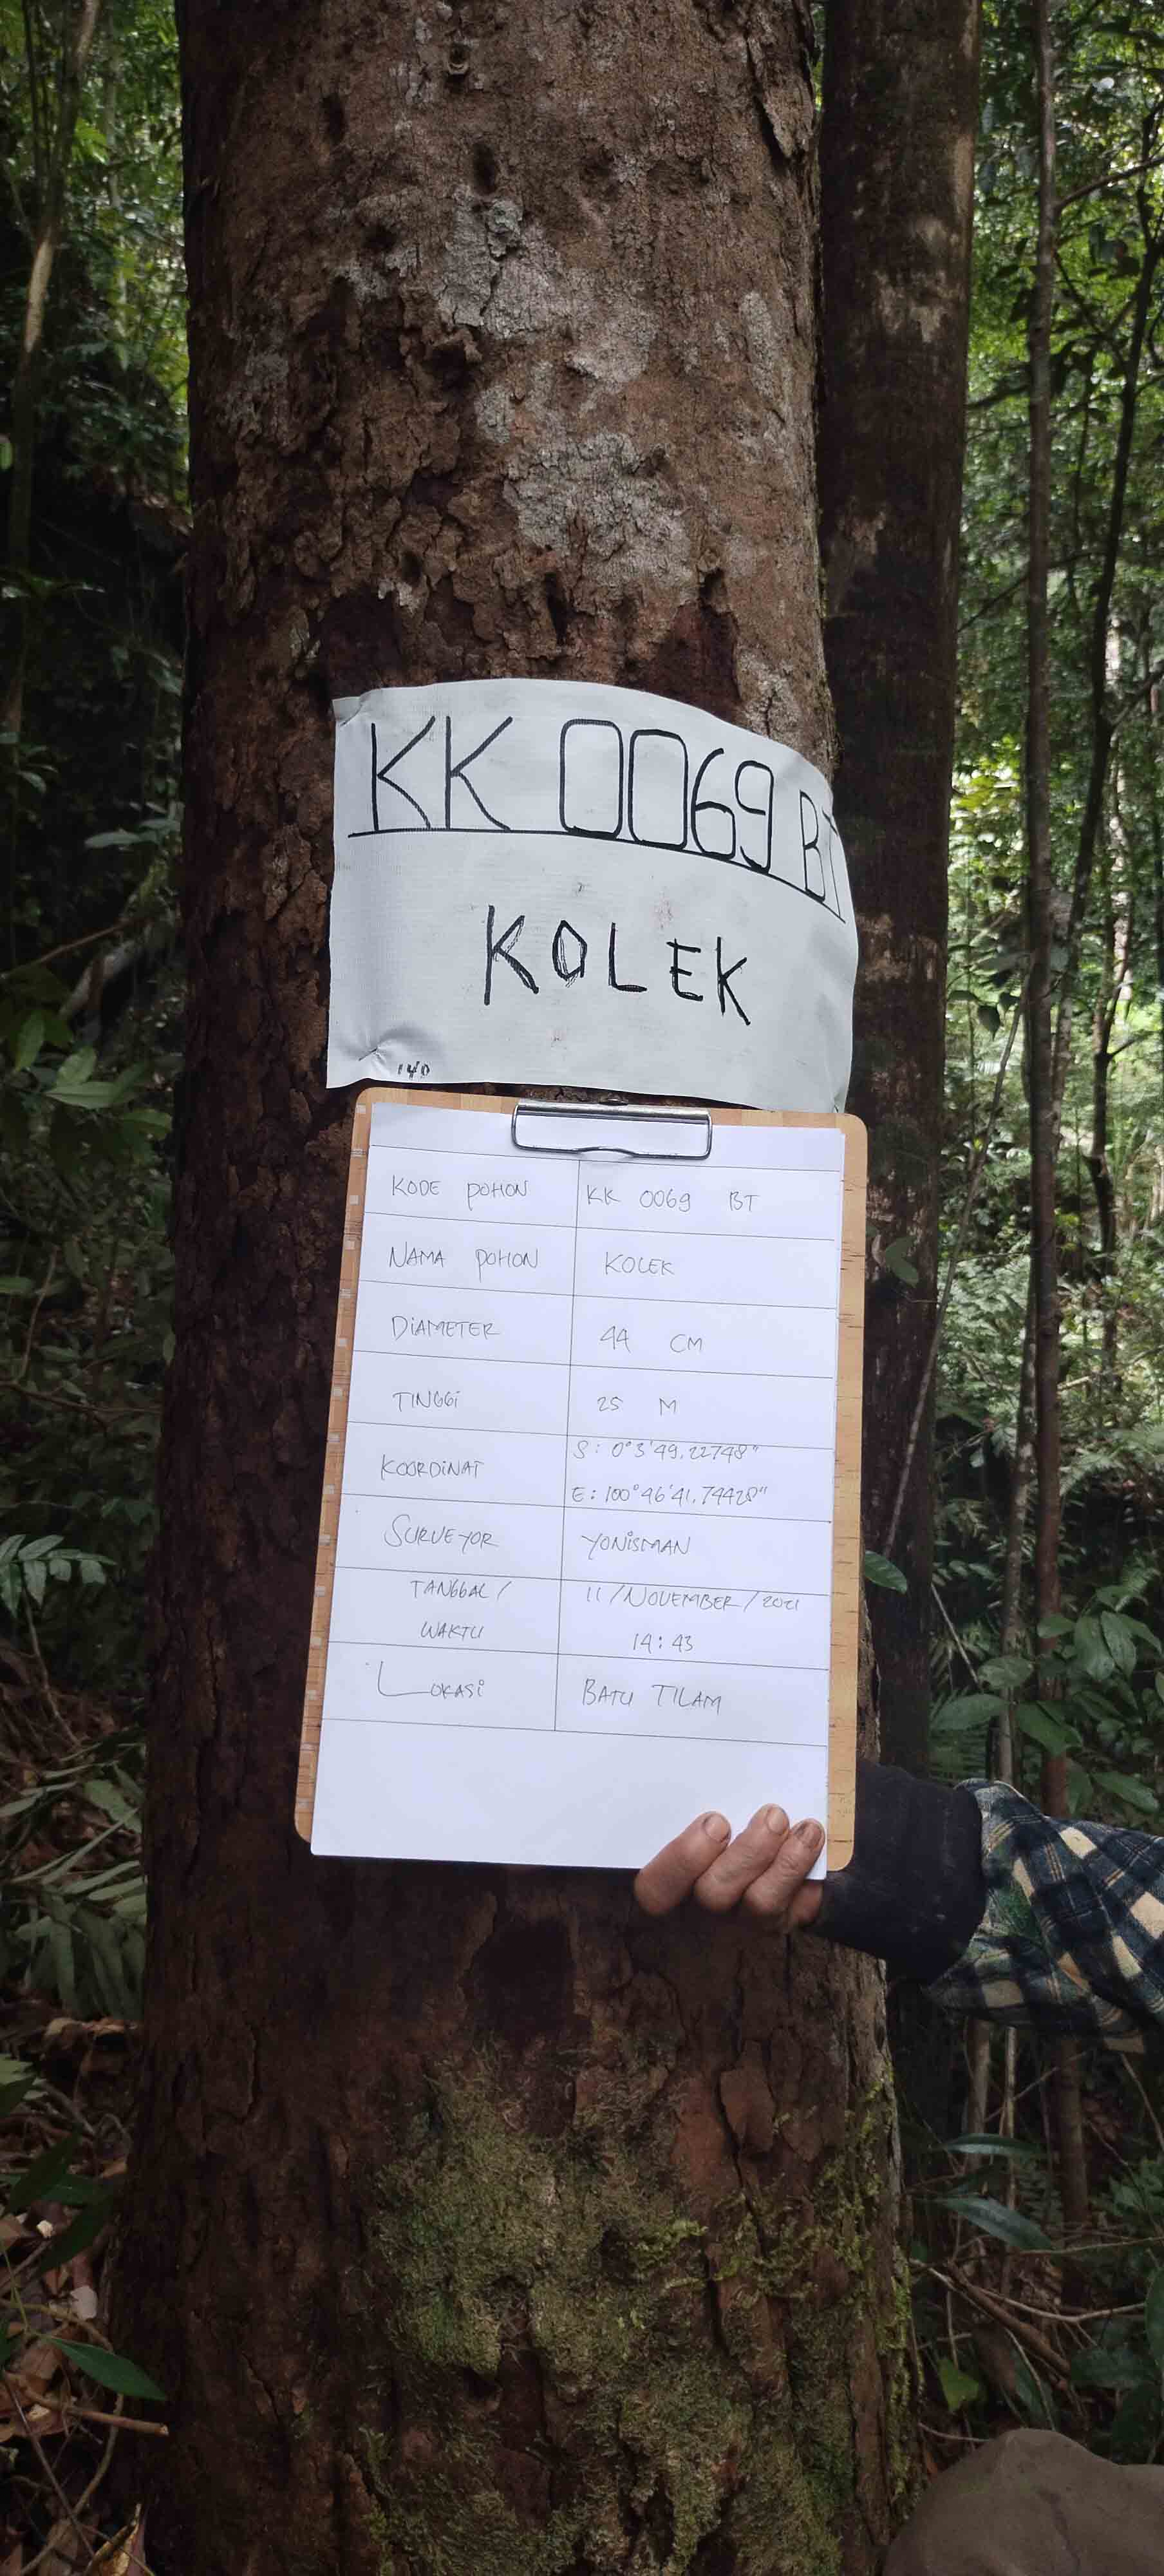 KK 0069 BT
KOLEK
140
KODE POHON KK 0069 BT
NAMA POHON KOLEK
DiAMETER 44 CM
TINGGi 25 M
KOORDiNAT S : 0°3'49,22748"
E : 100°46'41,74428"
SURVEYOR YONiSMAN
TANGGAL / 11 / NOVEMBER / 2021
WAKTU 14 : 43
LOKASi BATU TILAM